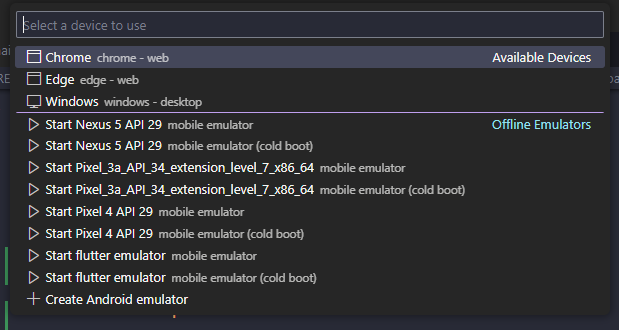 Select a device to use
Chrome chrome - web Available Devices
Edge edge - web
Windows windows - desktop
Start Nexus 5 API 29 mobile emulator Offline Emulators
Start Nexus 5 API 29 mobile emulator (cold boot)
Start Pixel_3a_API_34_extension_level_7_x86_64 mobile emulator
Start Pixel_3a_API_34_extension_level_7_x86_64 mobile emulator (cold boot)
Start Pixel 4 API 29 mobile emulator
Start Pixel 4 API 29 mobile emulator (cold boot)
Start flutter emulator mobile emulator
Start flutter emulator mobile emulator (cold boot)
Create Android emulator